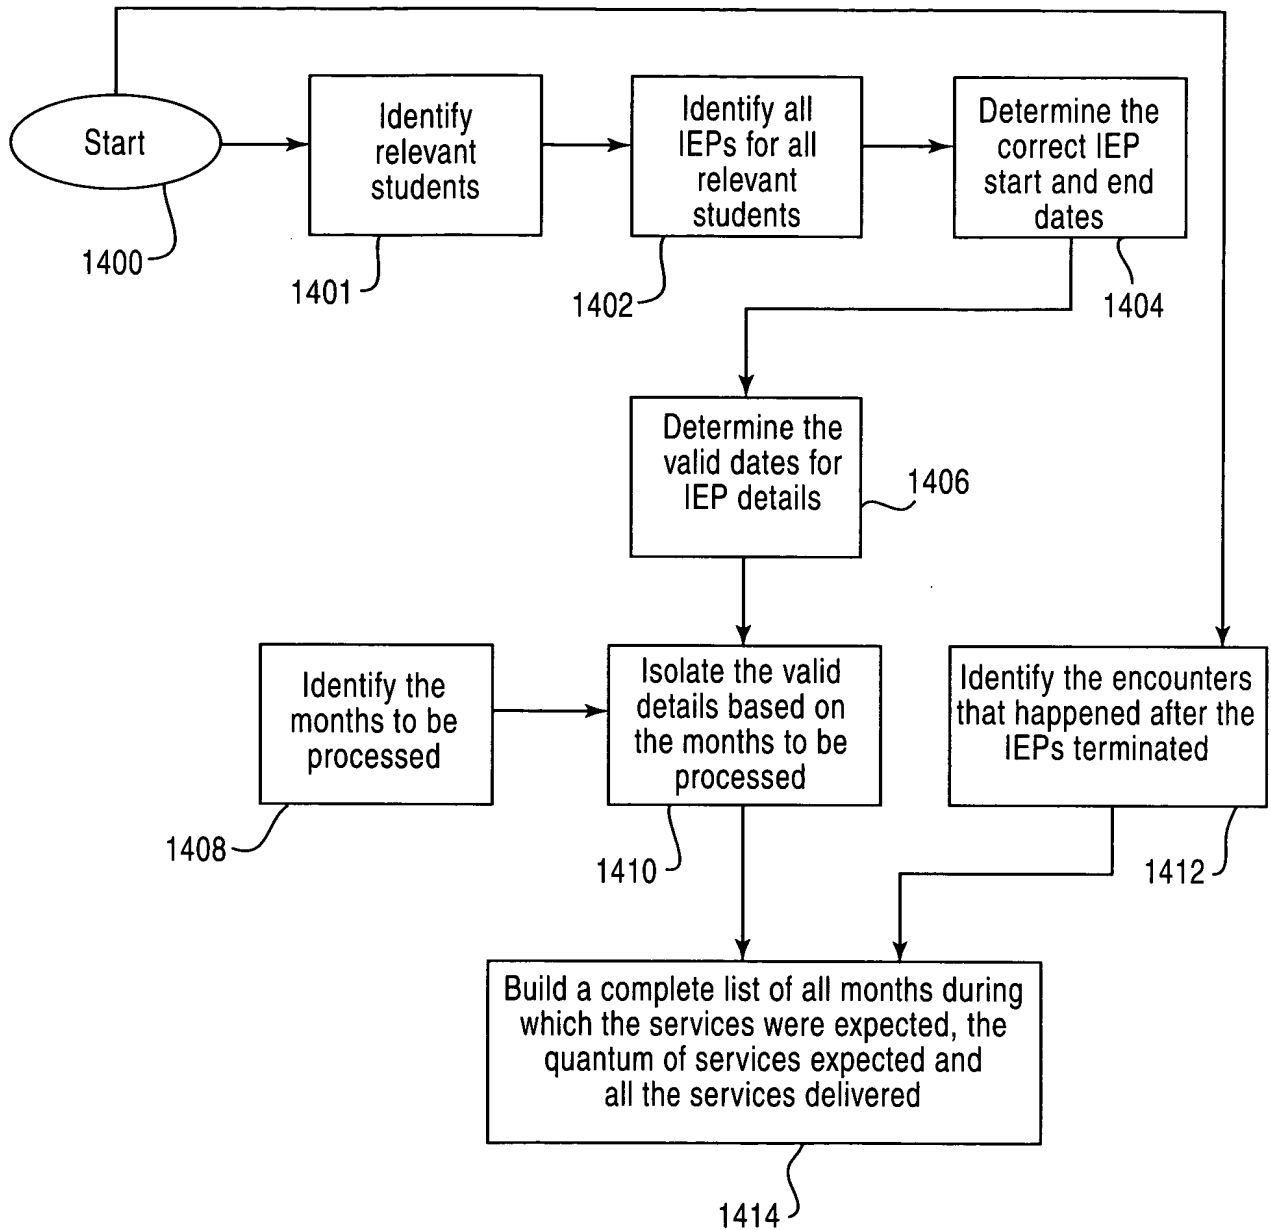 Start
1400
Identify
relevant
students
1401
Identify all
IEPs for all
relevant
students
1402
Determine the
correct IEP
start and end
dates
1404
Determine the
valid dates for
IEP details
1406
Identify the
months to be
processed
1408
Isolate the valid
details based on
the months to be
processed
1410
Identify the encounters
that happened after the
IEPs terminated
1412
Build a complete list of all months during
which the services were expected, the
quantum of services expected and
all the services delivered
1414